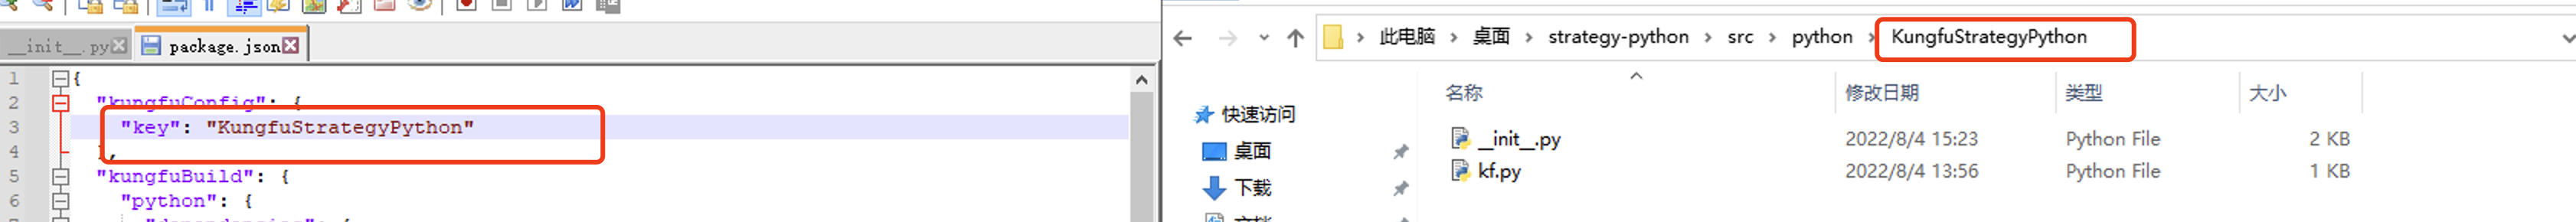 __init__.py
package.json
1 {
2 "kungfuConfig": {
3 "key": "KungfuStrategyPython"
4 },
5 "kungfuBuild": {
6 "python": {
此电脑 > 桌面 > strategy-python > src > python > KungfuStrategyPython
名称 修改日期 类型 大小
快速访问
桌面
下载
__init__.py 2022/8/4 15:23 Python File 2 KB
kf.py 2022/8/4 13:56 Python File 1 KB